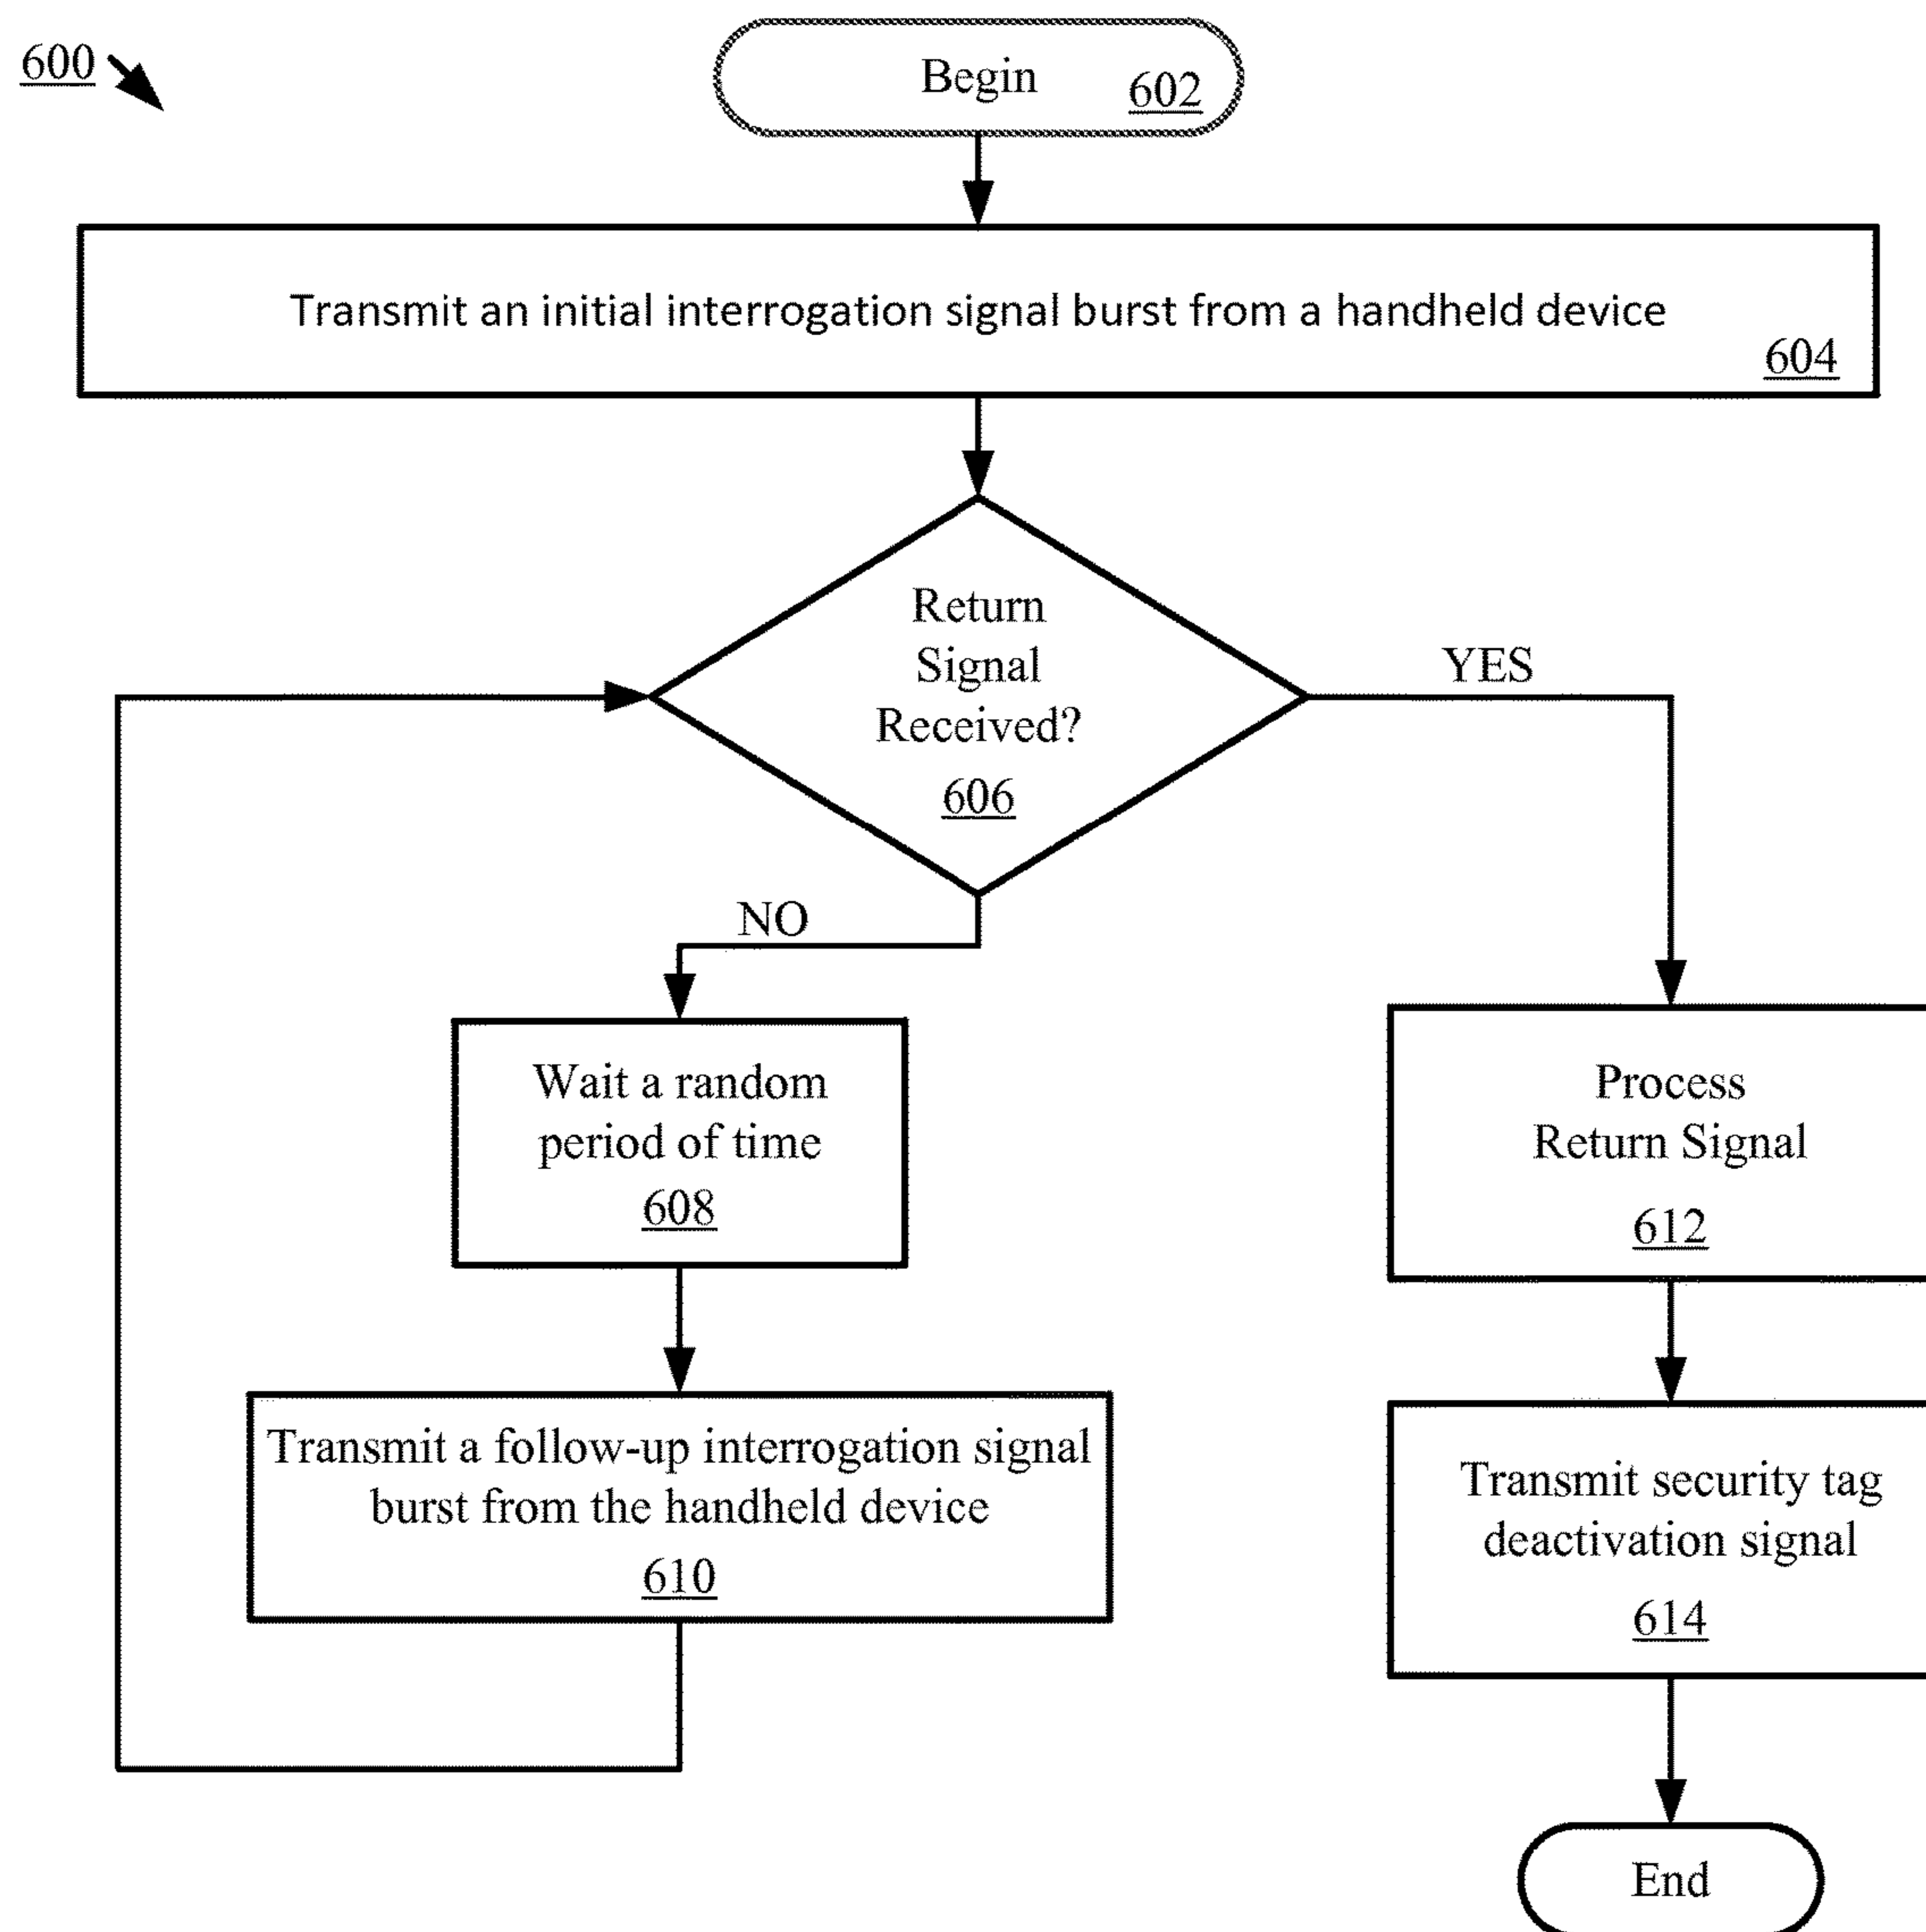 600
Begin
602
Transmit an initial interrogation signal burst from a handheld device
604
Return
Signal
Received?
606
YES
NO
Wait a random
period of time
608
Process
Return Signal
612
Transmit a follow-up interrogation signal
burst from the handheld device
610
Transmit security tag
deactivation signal
614
End